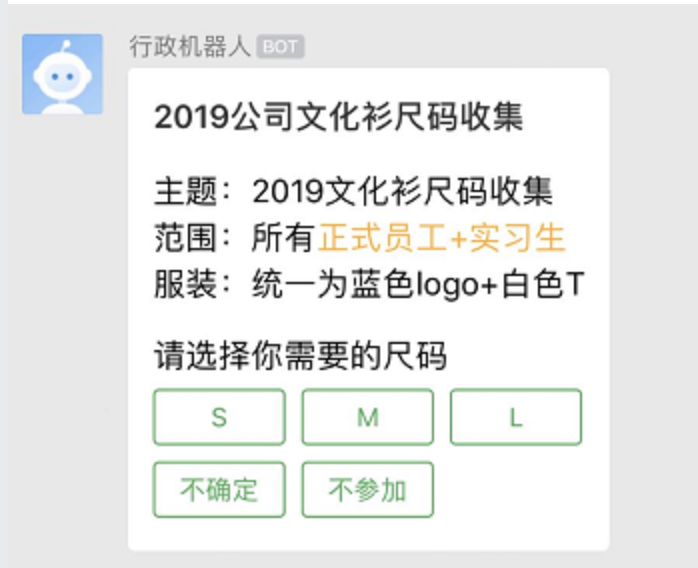 行政机器人 BOT
2019公司文化衫尺码收集
主题：2019文化衫尺码收集
范围：所有正式员工+实习生
服装：统一为蓝色logo+白色T
请选择你需要的尺码
S M L
不确定 不参加